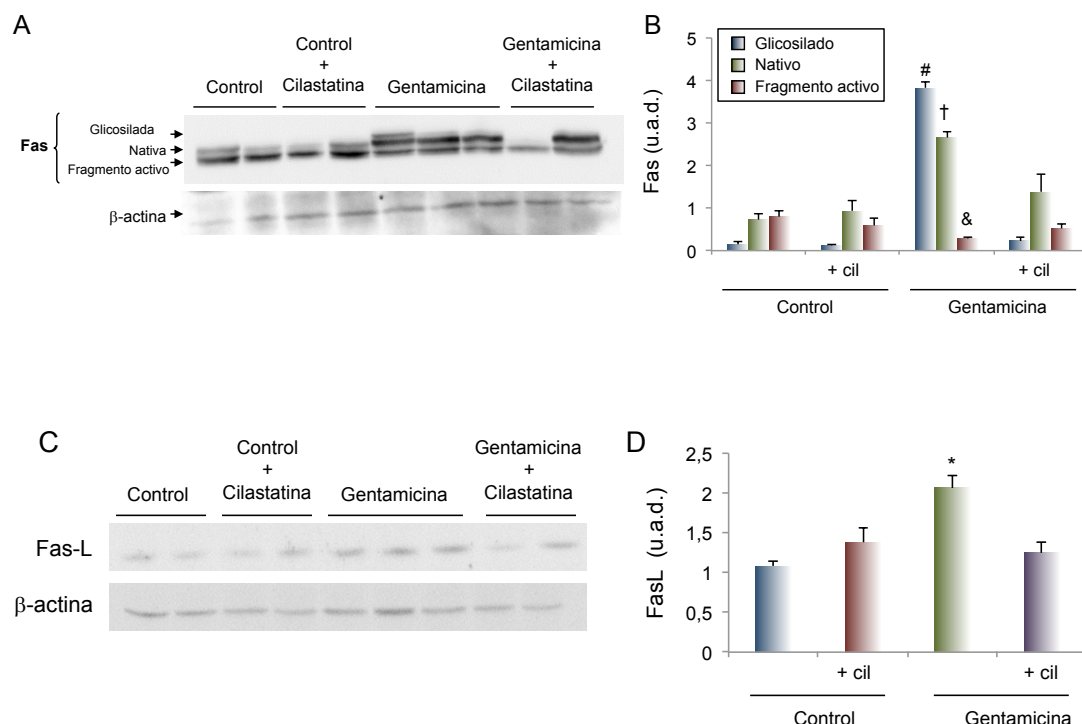 A
Control
+
Cilastatina
Gentamicina
+
Cilastatina
Control
Gentamicina
Fas
Glicosilada
Nativa
Fragmento activo
β-actina
B
Glicosilado
Nativo
Fragmento activo
Fas (u.a.d.)
5
4
3
2
1
0
#
†
&
+ cil
+ cil
Control
Gentamicina
C
Control
+
Cilastatina
Gentamicina
+
Cilastatina
Control
Gentamicina
Fas-L
β-actina
D
FasL (u.a.d.)
2,5
2
1,5
1
0,5
0
*
+ cil
+ cil
Control
Gentamicina